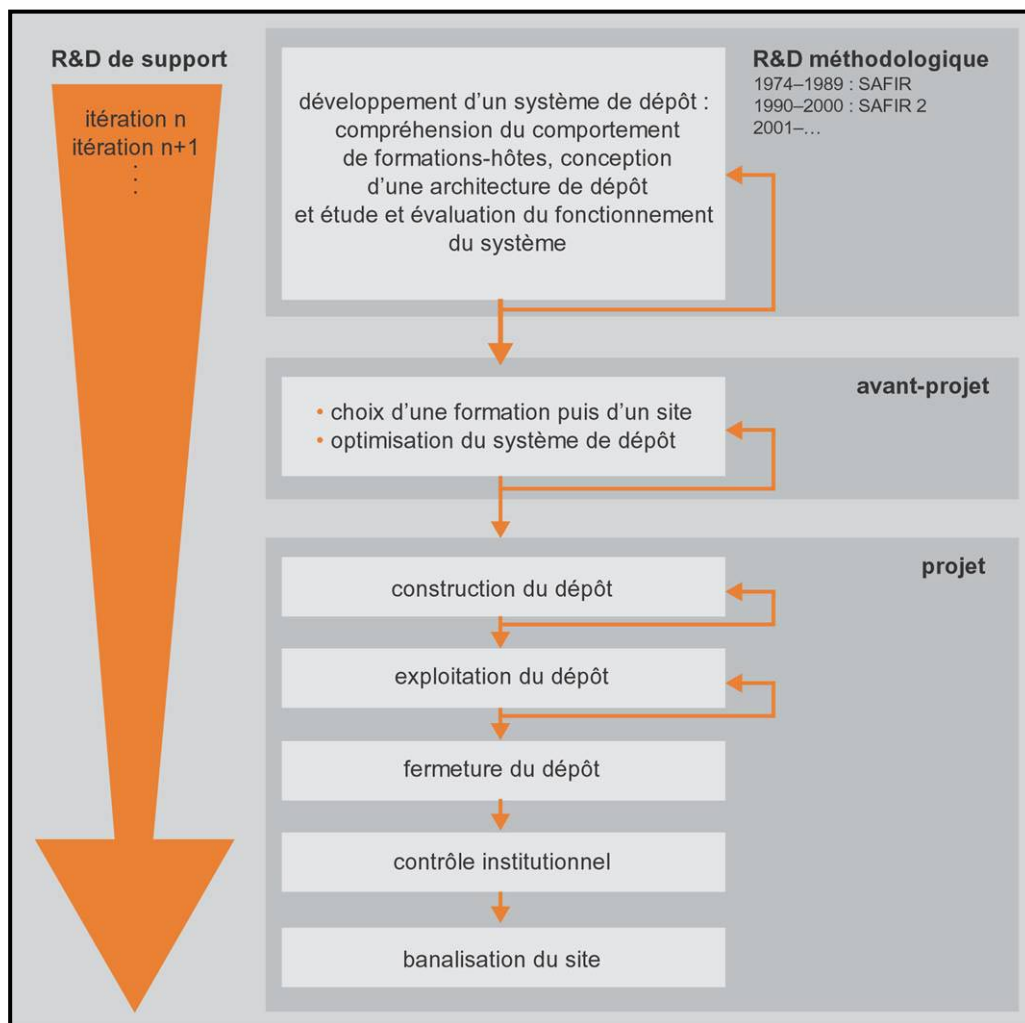 R&D de support
itération n
itération n+1
⋮
R&D méthodologique
1974–1989 : SAFIR
1990–2000 : SAFIR 2
2001–…
développement d’un système de dépôt :
compréhension du comportement
de formations-hôtes, conception
d’une architecture de dépôt
et étude et évaluation du fonctionnement
du système
avant-projet
• choix d’une formation puis d’un site
• optimisation du système de dépôt
projet
construction du dépôt
exploitation du dépôt
fermeture du dépôt
contrôle institutionnel
banalisation du site